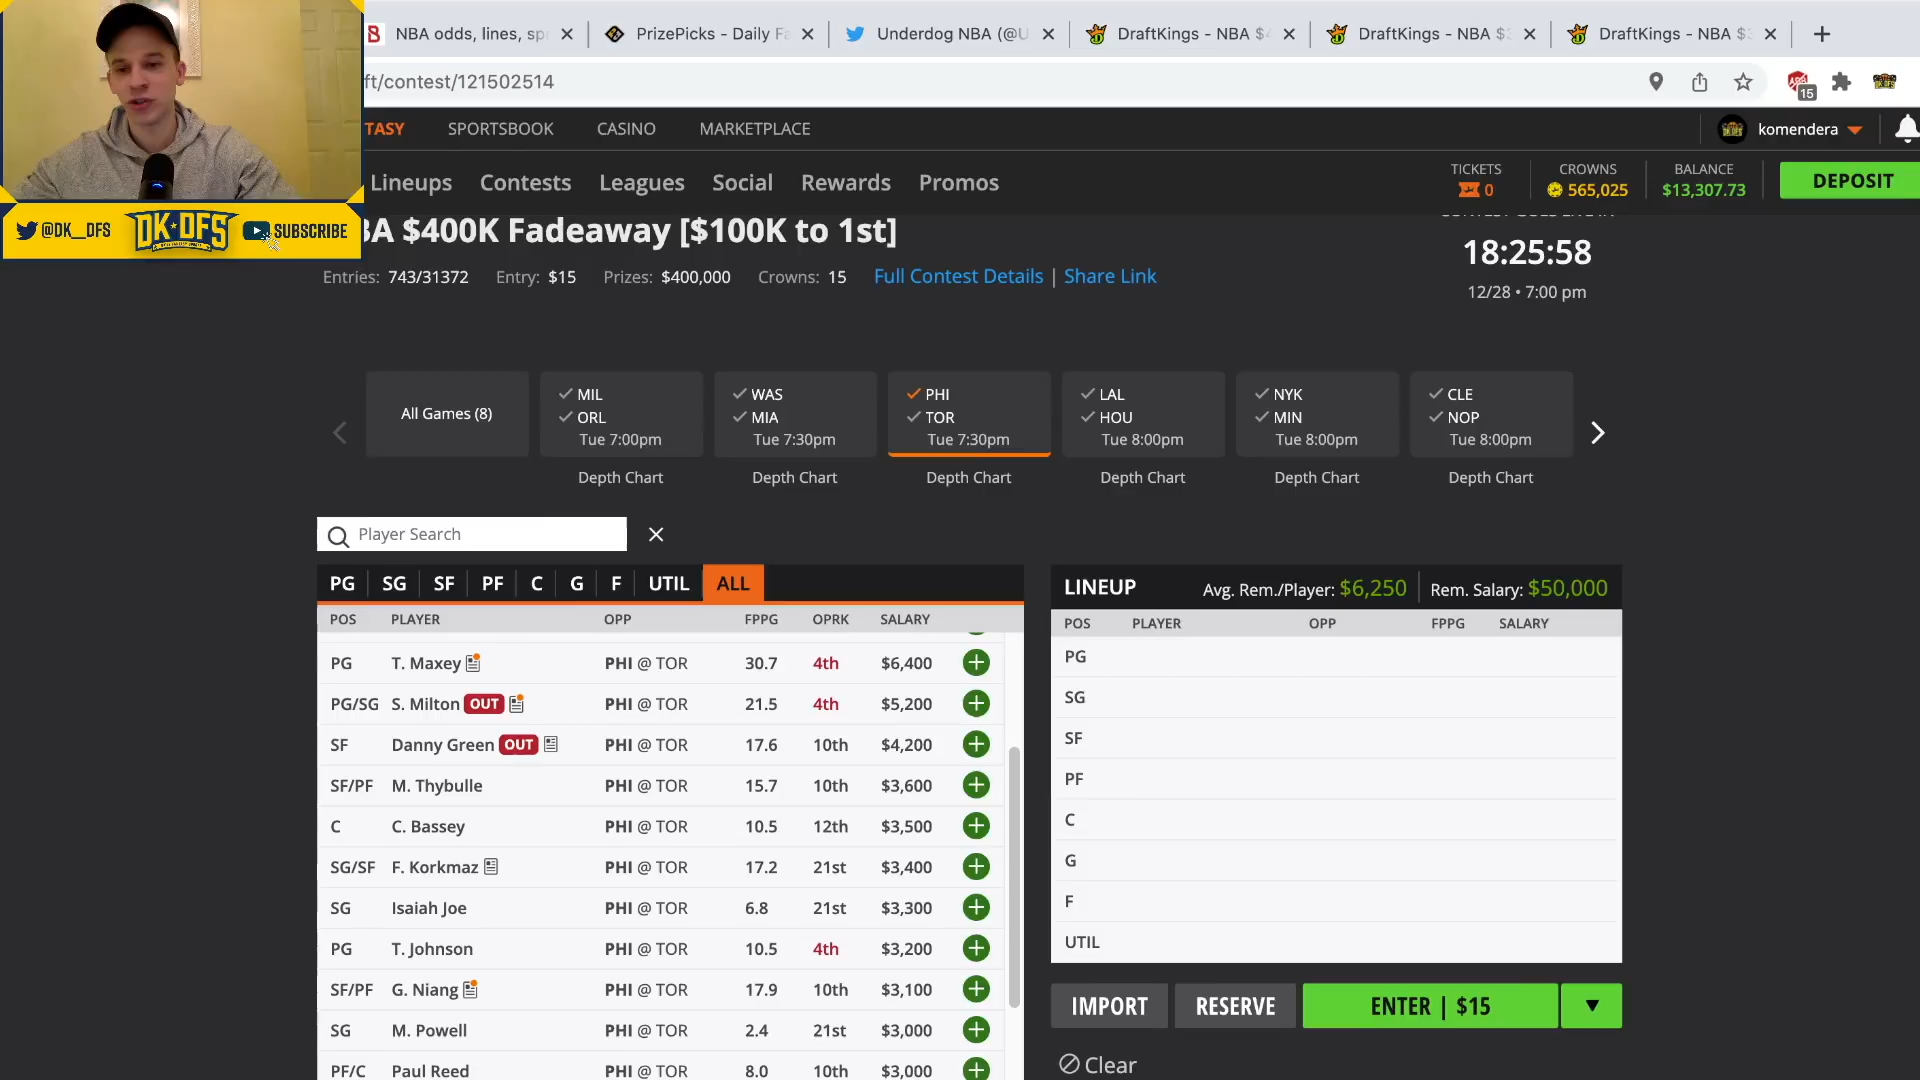 NBA odds, lines, sp
PrizePicks - Daily Fa
Underdog NBA (@U
DraftKings - NBA $4
DraftKings - NBA $
DraftKings - NBA $
ft/contest/121502514
15
TASY
SPORTSBOOK
CASINO
MARKETPLACE
komendera
Lineups
Contests
Leagues
Social
Rewards
Promos
TICKETS
0
CROWNS
565,025
BALANCE
$13,307.73
DEPOSIT
@DK__DFS
DK DFS
SUBSCRIBE
BA $400K Fadeaway [$100K to 1st]
Entries: 743/31372 Entry: $15 Prizes: $400,000 Crowns: 15 Full Contest Details | Share Link
18:25:58
12/28 • 7:00 pm
All Games (8)
MIL
ORL
Tue 7:00pm
WAS
MIA
Tue 7:30pm
PHI
TOR
Tue 7:30pm
LAL
HOU
Tue 8:00pm
NYK
MIN
Tue 8:00pm
CLE
NOP
Tue 8:00pm
Depth Chart
Depth Chart
Depth Chart
Depth Chart
Depth Chart
Depth Chart
Player Search
PG SG SF PF C G F UTIL ALL
POS PLAYER OPP FPPG OPRK SALARY
PG T. Maxey PHI @ TOR 30.7 4th $6,400
PG/SG S. Milton OUT PHI @ TOR 21.5 4th $5,200
SF Danny Green OUT PHI @ TOR 17.6 10th $4,200
SF/PF M. Thybulle PHI @ TOR 15.7 10th $3,600
C C. Bassey PHI @ TOR 10.5 12th $3,500
SG/SF F. Korkmaz PHI @ TOR 17.2 21st $3,400
SG Isaiah Joe PHI @ TOR 6.8 21st $3,300
PG T. Johnson PHI @ TOR 10.5 4th $3,200
SF/PF G. Niang PHI @ TOR 17.9 10th $3,100
SG M. Powell PHI @ TOR 2.4 21st $3,000
PF/C Paul Reed PHI @ TOR 8.0 10th $3,000
LINEUP Avg. Rem./Player: $6,250 Rem. Salary: $50,000
POS PLAYER OPP FPPG SALARY
PG
SG
SF
PF
C
G
F
UTIL
IMPORT
RESERVE
ENTER | $15
Clear